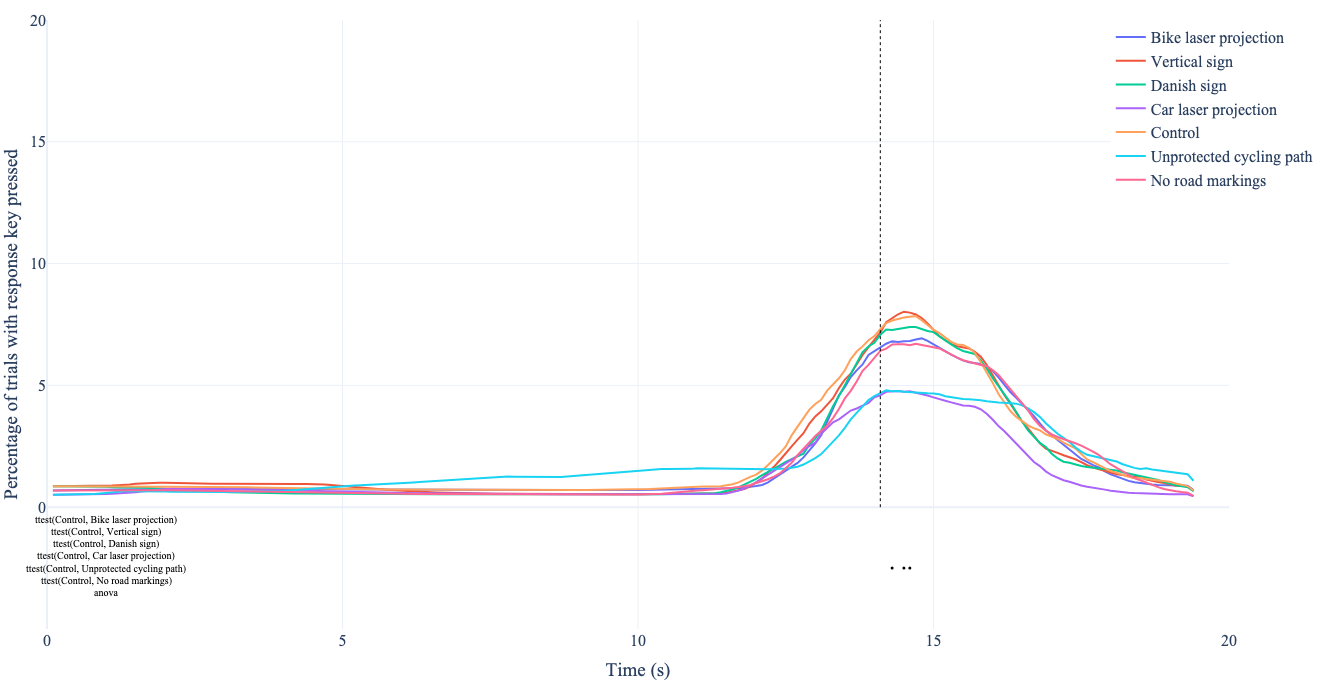 20
15
10
5
0
Percentage of trials with response key pressed
Bike laser projection
Vertical sign
Danish sign
Car laser projection
Control
Unprotected cycling path
No road markings
ttest(Control, Bike laser projection)
ttest(Control, Vertical sign)
ttest(Control, Danish sign)
ttest(Control, Car laser projection)
ttest(Control, Unprotected cycling path)
ttest(Control, No road markings)
anova
0 5 10 15 20
Time (s)